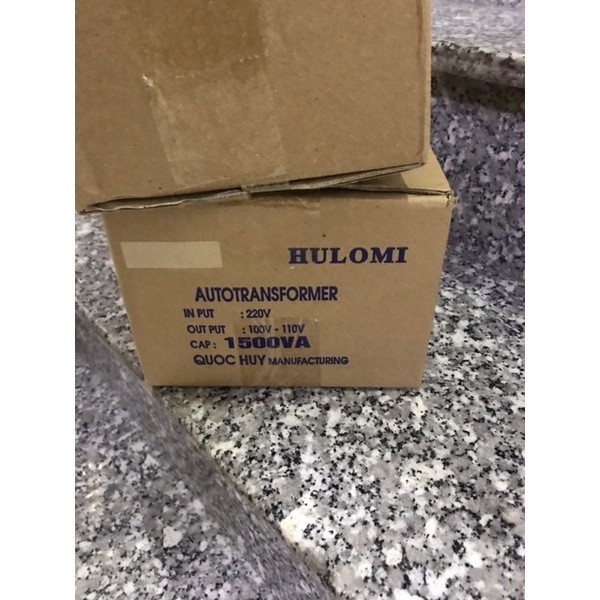 HULOMI
AUTOTRANSFORMER
IN PUT : 220V
OUT PUT : 100V - 110V
CAP : 1500VA
QUOC HUY MANUFACTURING